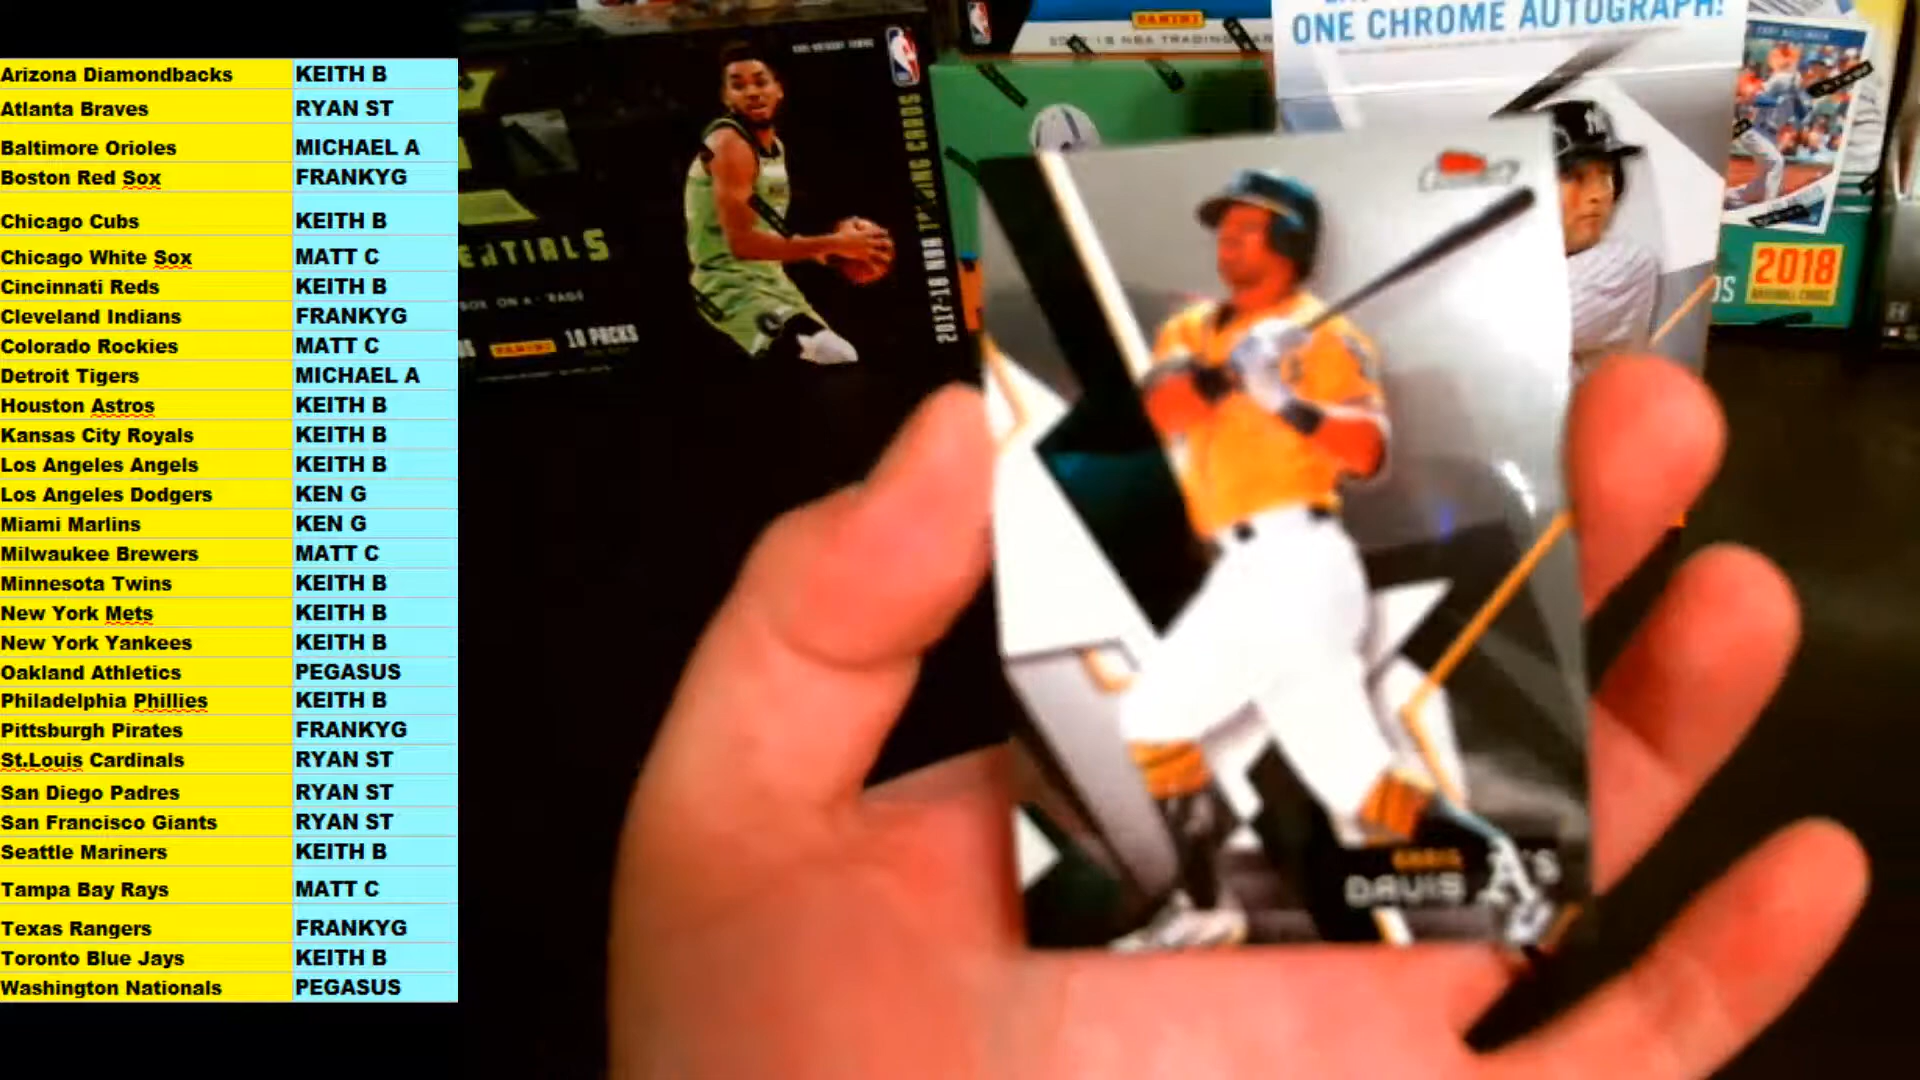 Arizona Diamondbacks KEITH B
Atlanta Braves RYAN ST
Baltimore Orioles MICHAEL A
Boston Red Sox FRANKYG
Chicago Cubs KEITH B
Chicago White Sox MATT C
Cincinnati Reds KEITH B
Cleveland Indians FRANKYG
Colorado Rockies MATT C
Detroit Tigers MICHAEL A
Houston Astros KEITH B
Kansas City Royals KEITH B
Los Angeles Angels KEITH B
Los Angeles Dodgers KEN G
Miami Marlins KEN G
Milwaukee Brewers MATT C
Minnesota Twins KEITH B
New York Mets KEITH B
New York Yankees KEITH B
Oakland Athletics PEGASUS
Philadelphia Phillies KEITH B
Pittsburgh Pirates FRANKYG
St.Louis Cardinals RYAN ST
San Diego Padres RYAN ST
San Francisco Giants RYAN ST
Seattle Mariners KEITH B
Tampa Bay Rays MATT C
Texas Rangers FRANKYG
Toronto Blue Jays KEITH B
Washington Nationals PEGASUS
ONE CHROME AUTOGRAPH!
PANINI
NBA TRADING
2017-18 NBA TRADING CARDS
ENTIALS
PANINI 10 PACKS
2018
BASEBALL CARDS
DAVIS A's